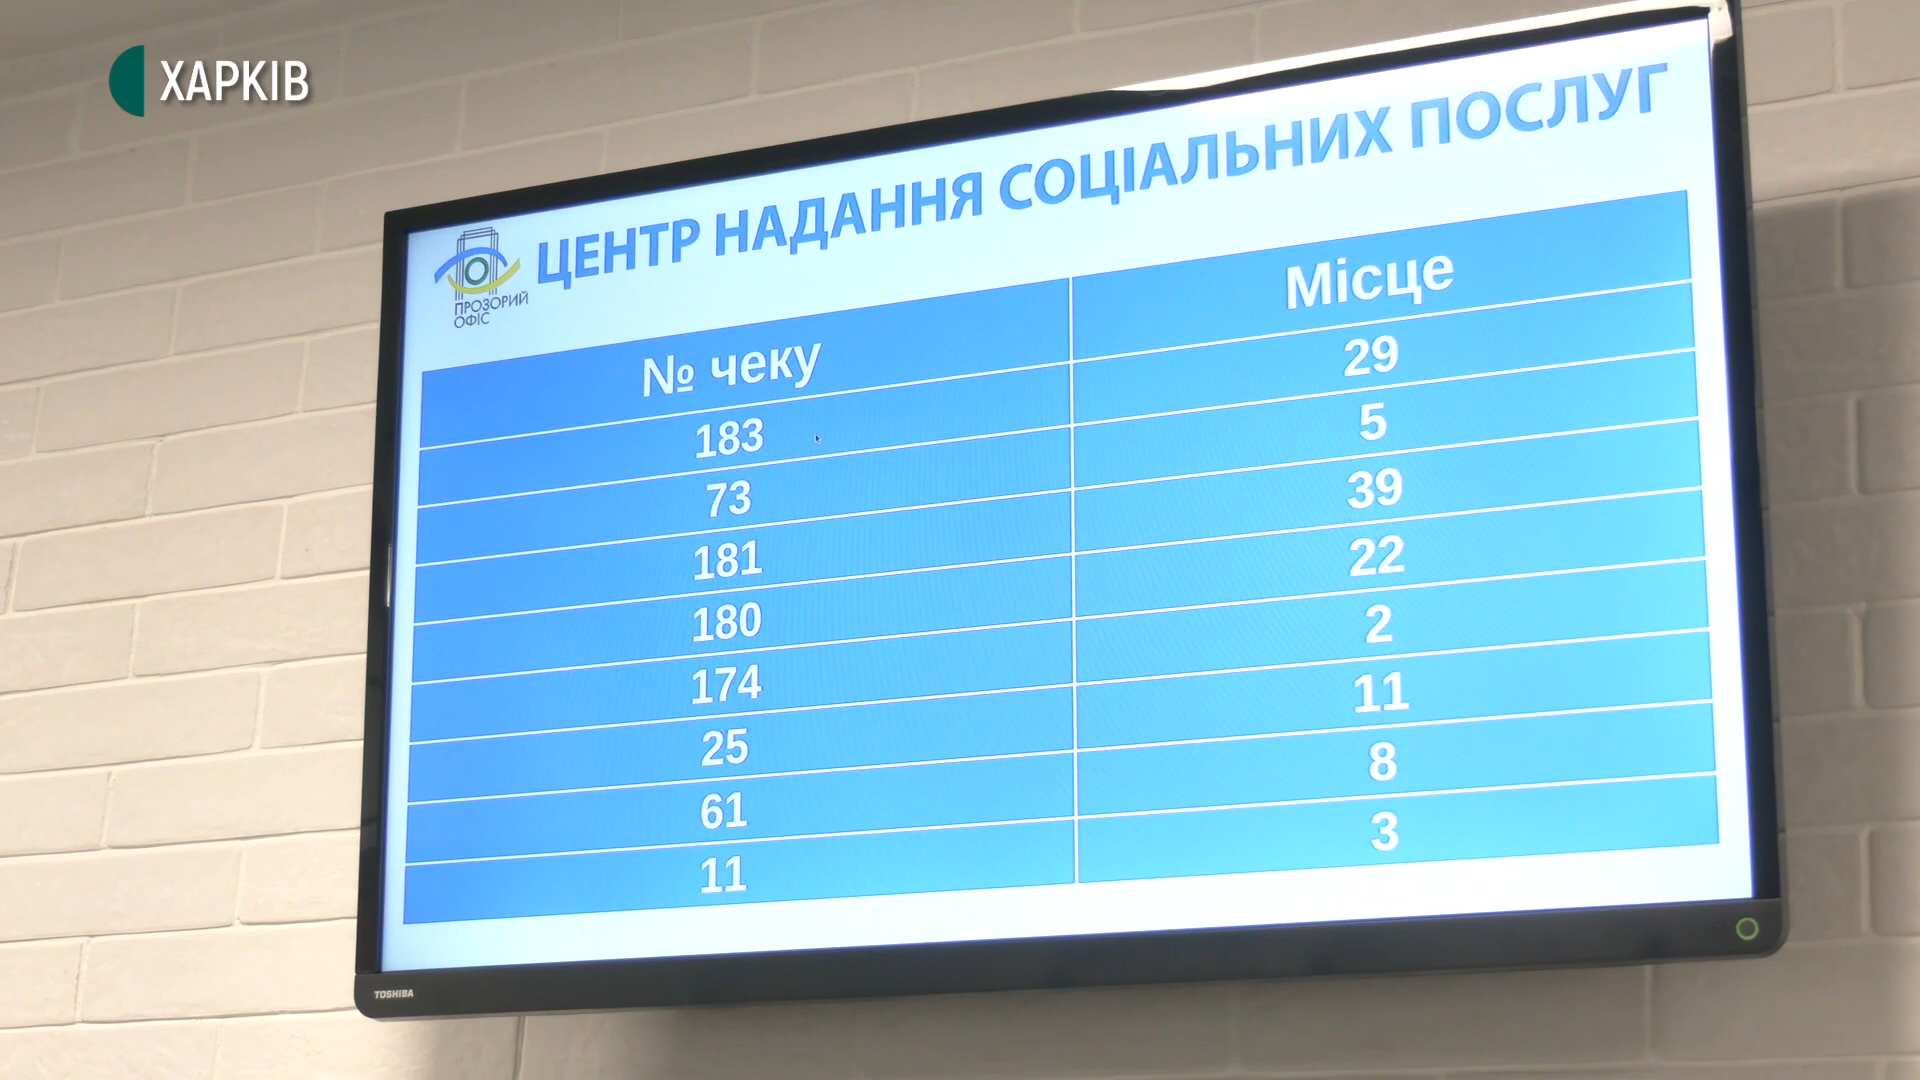 ХАРКІВ
ЦЕНТР НАДАННЯ СОЦІАЛЬНИХ ПОСЛУГ
ПРОЗОРИЙ
ОФІС
№ чеку Місце
183 29
73 5
181 39
180 22
174 2
25 11
61 8
11 3
TOSHIBA